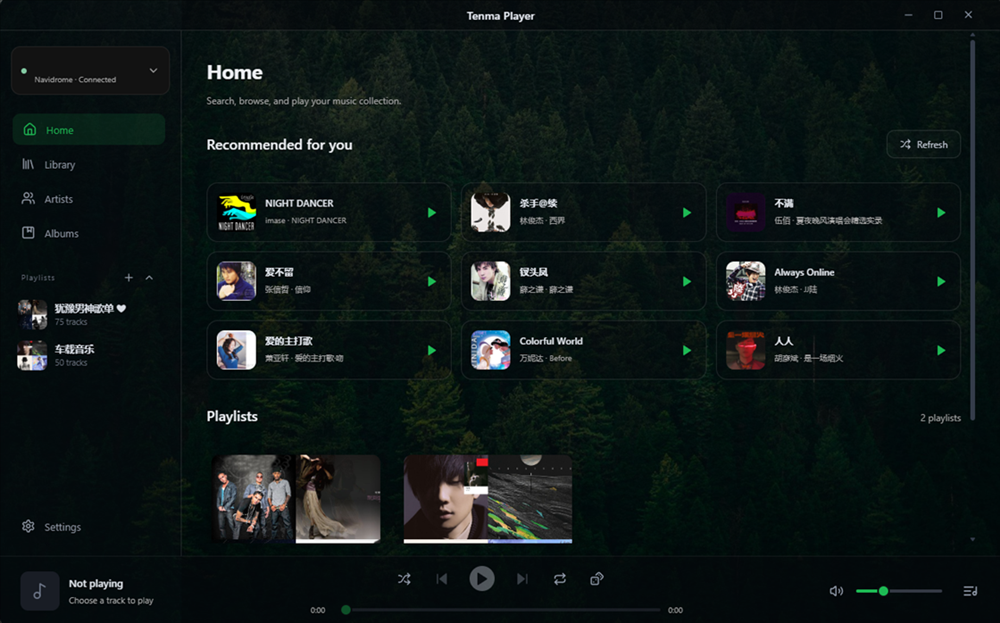 Tenma Player
Navidrome · Connected
Home
Library
Artists
Albums
Playlists
犹豫男神歌单
75 tracks
车载音乐
50 tracks
Settings
Home
Search, browse, and play your music collection.
Recommended for you
Refresh
NIGHT DANCER
imase · NIGHT DANCER
杀手@续
林俊杰 · 西界
不满
伍佰 · 夏夜晚风演唱会精选实录
爱不留
张信哲 · 信仰
钗头凤
薛之谦 · 薛之谦
Always Online
林俊杰 · JJ陆
爱的主打歌
萧亚轩 · 爱的主打歌·吻
Colorful World
万妮达 · Before
人人
胡彦斌 · 是一场烟火
NIGHT DANCER
Playlists
2 playlists
Not playing
Choose a track to play
0:00
0:00